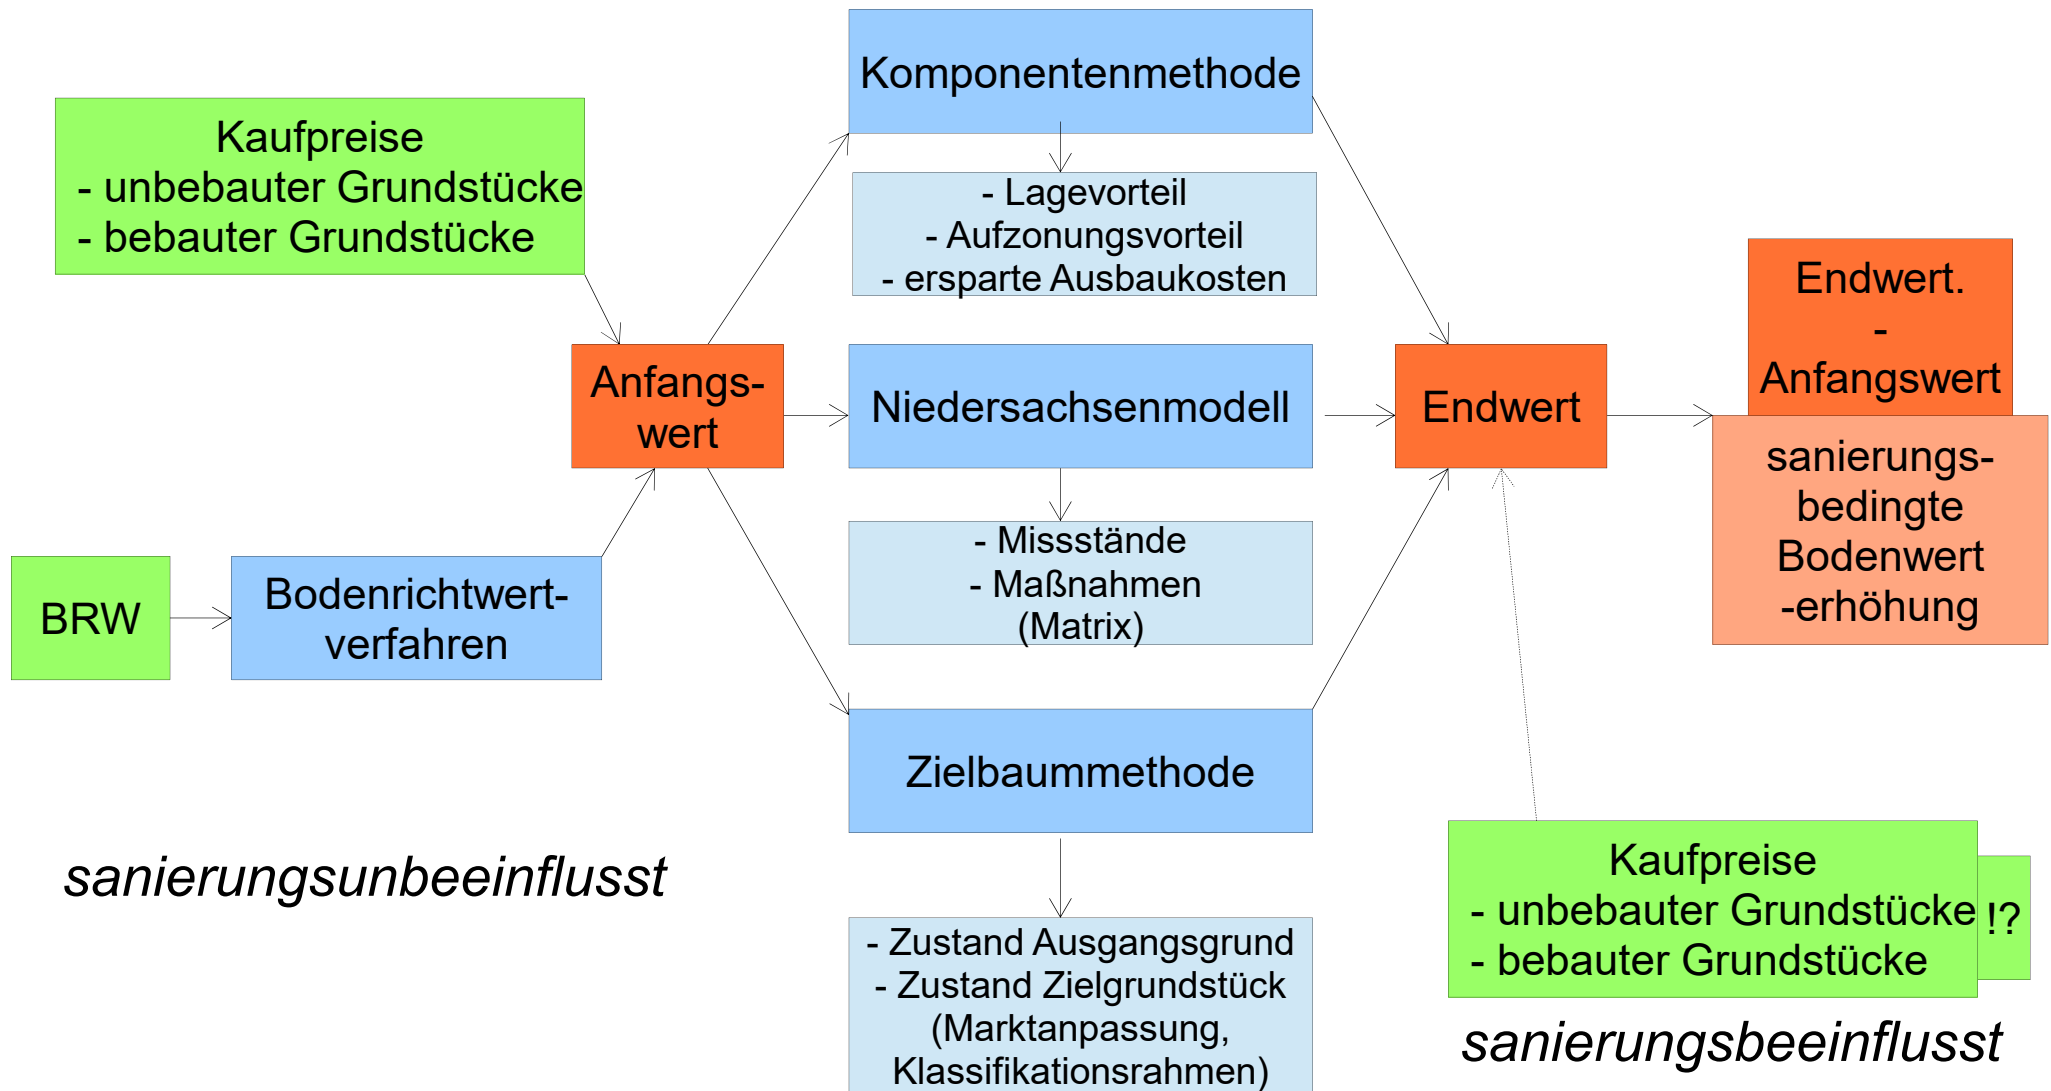 Komponentenmethode
Kaufpreise
- unbebauter Grundstücke
- bebauter Grundstücke
- Lagevorteil
- Aufzonungsvorteil
- ersparte Ausbaukosten
Endwert.
-
Anfangswert
Anfangs-
wert
Niedersachsenmodell
Endwert
sanierungs-
bedingte
Bodenwert
-erhöhung
- Missstände
- Maßnahmen
(Matrix)
BRW
Bodenrichtwert-
verfahren
Zielbaummethode
sanierungsunbeeinflusst
Kaufpreise
- unbebauter Grundstücke
- bebauter Grundstücke
!?
- Zustand Ausgangsgrund
- Zustand Zielgrundstück
(Marktanpassung,
Klassifikationsrahmen)
sanierungsbeeinflusst